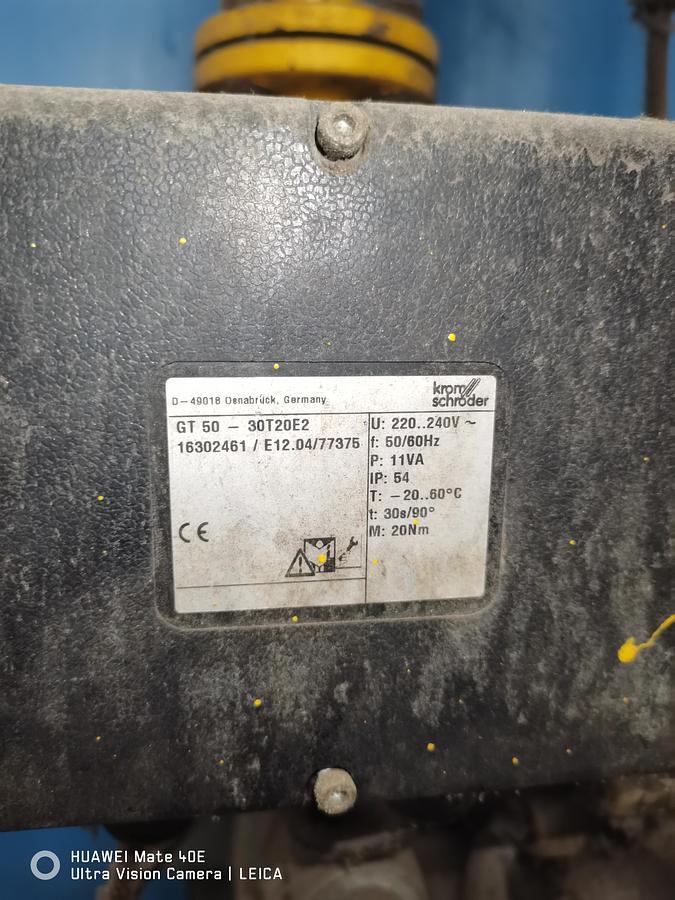 D-49018 Osnabrück, Germany
krom
schröder
GT 50 - 30T20E2
16302461 / E12.04/77375
U: 220..240V ~
f: 50/60Hz
P: 11VA
IP: 54
T: -20..60°C
t: 30s/90°
M: 20Nm
CE
HUAWEI Mate 40E
Ultra Vision Camera | LEICA